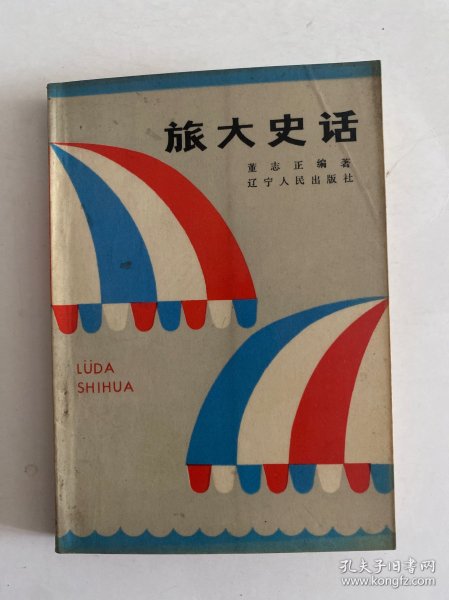 旅大史话
董志正编著
辽宁人民出版社
LÜDA
SHIHUA
孔夫子旧书网
www.kongfz.com